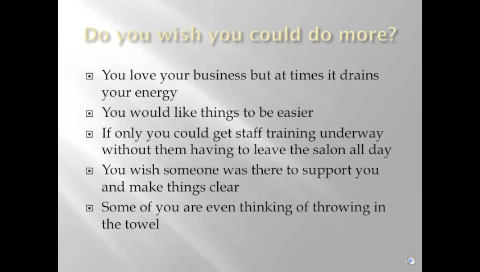 Do you wish you could do more?
You love your business but at times it drains
your energy
You would like things to be easier
If only you could get staff training underway
without them having to leave the salon all day
You wish someone was there to support you
and make things clear
Some of you are even thinking of throwing in
the towel